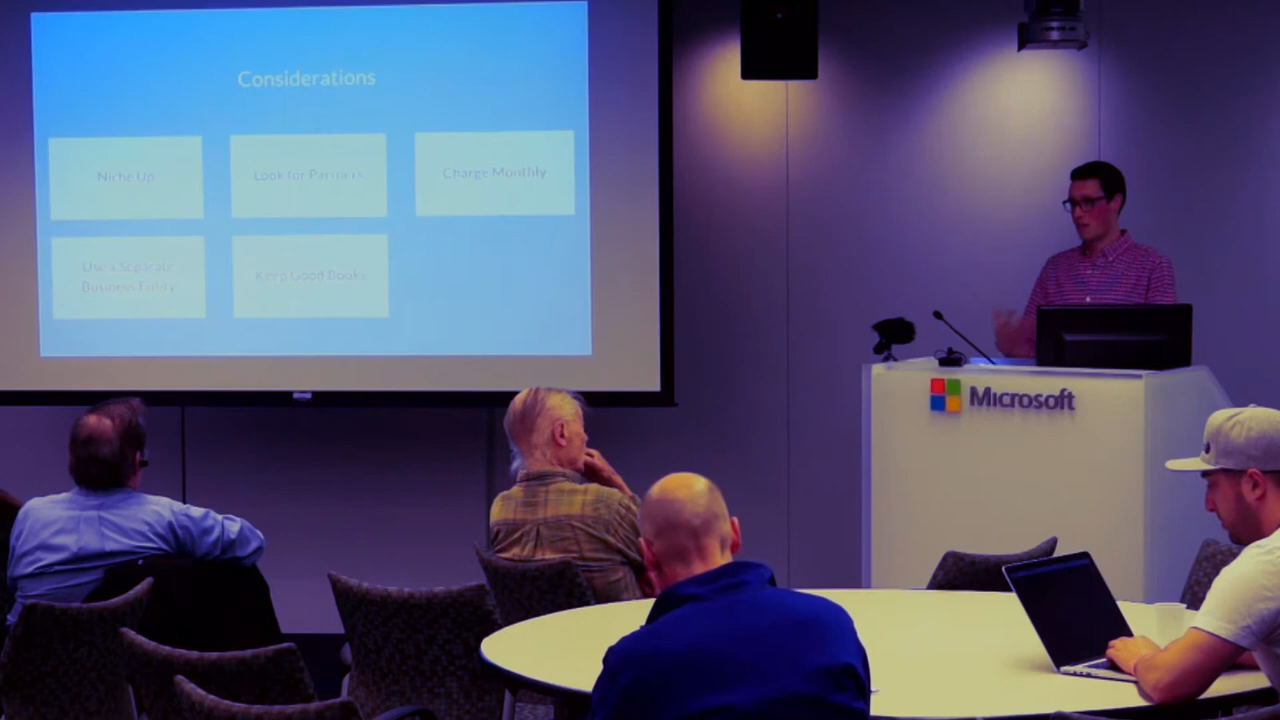 Considerations
Niche Up
Look for Partners
Charge Monthly
Use a Separate
Business Entity
Keep Good Books
Microsoft